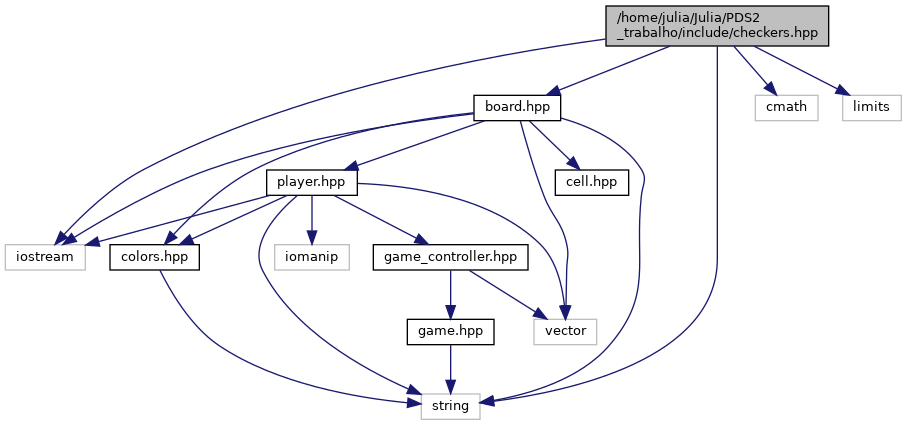 /home/julia/Julia/PDS2
_trabalho/include/checkers.hpp
board.hpp
cmath
limits
player.hpp
cell.hpp
iostream
colors.hpp
iomanip
game_controller.hpp
game.hpp
vector
string